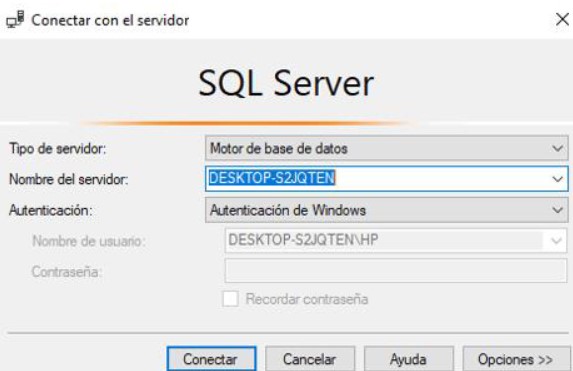 Conectar con el servidor
SQL Server
Tipo de servidor: Motor de base de datos
Nombre del servidor: DESKTOP-S2JQTEN
Autenticación: Autenticación de Windows
Nombre de usuario: DESKTOP-S2JQTEN\HP
Contraseña:
Recordar contraseña
Conectar Cancelar Ayuda Opciones >>